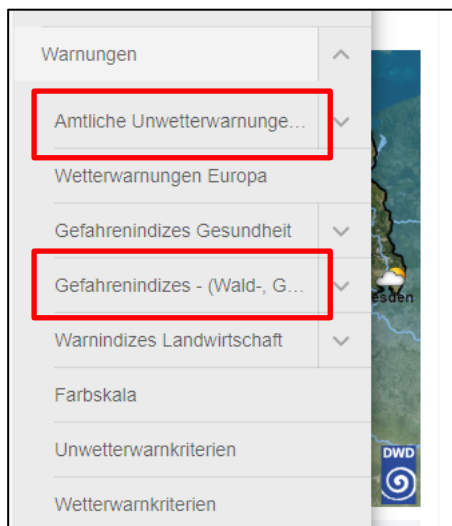 Warnungen
Amtliche Unwetterwarnunge...
Wetterwarnungen Europa
Gefahrenindizes Gesundheit
Gefahrenindizes - (Wald-, G...
esden
Warnindizes Landwirtschaft
Farbskala
Unwetterwarnkriterien
DWD
Wetterwarnkriterien